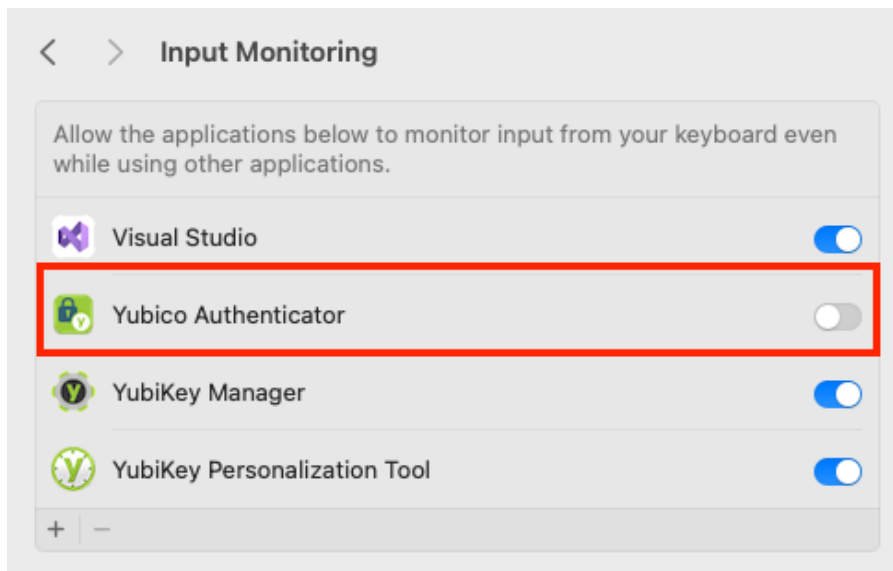 Input Monitoring
Allow the applications below to monitor input from your keyboard even
while using other applications.
Visual Studio
Yubico Authenticator
YubiKey Manager
YubiKey Personalization Tool